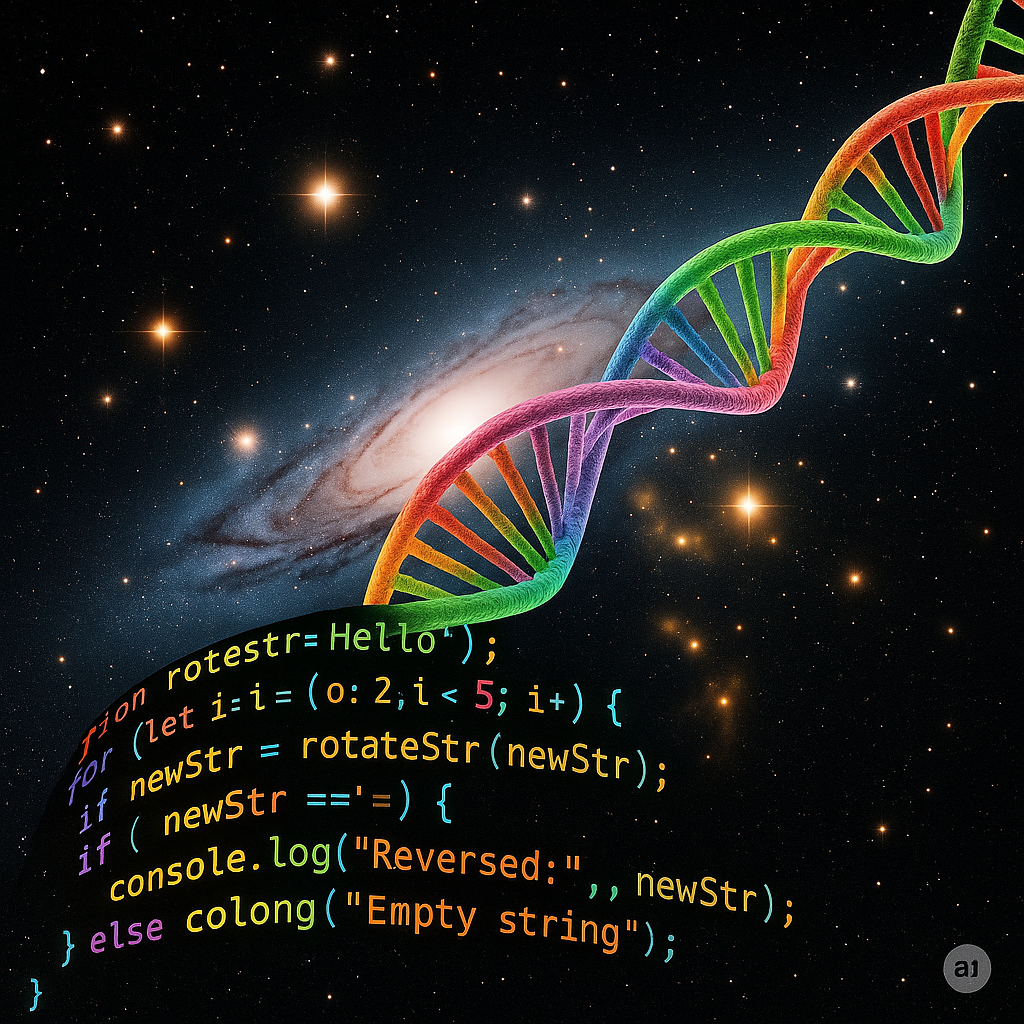 rotestr= Hello');
for (let i=i = (o: 2,i < 5; i+) {
if newStr = rotateStr(newStr);
if ( newStr =='=) {
console.log("Reversed:",, newStr);
} else colong("Empty string");
}
a1